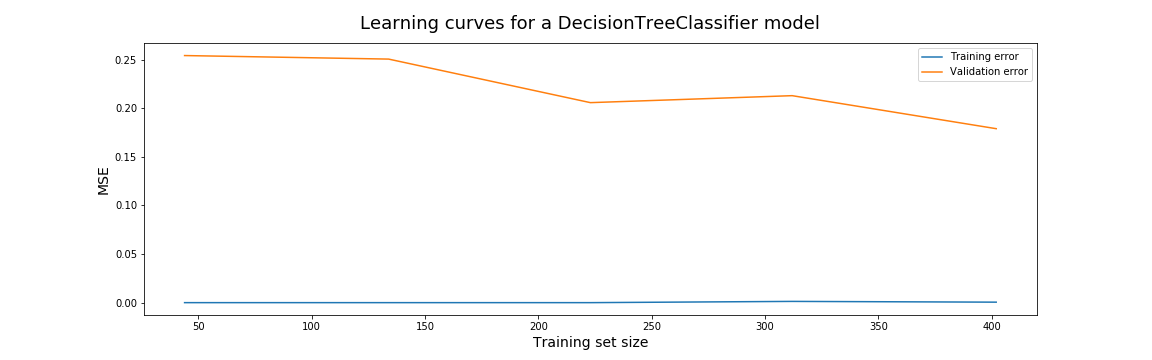 Learning curves for a DecisionTreeClassifier model
Training error
Validation error
0.25
0.20
0.15
0.10
0.05
0.00
MSE
50 100 150 200 250 300 350 400
Training set size